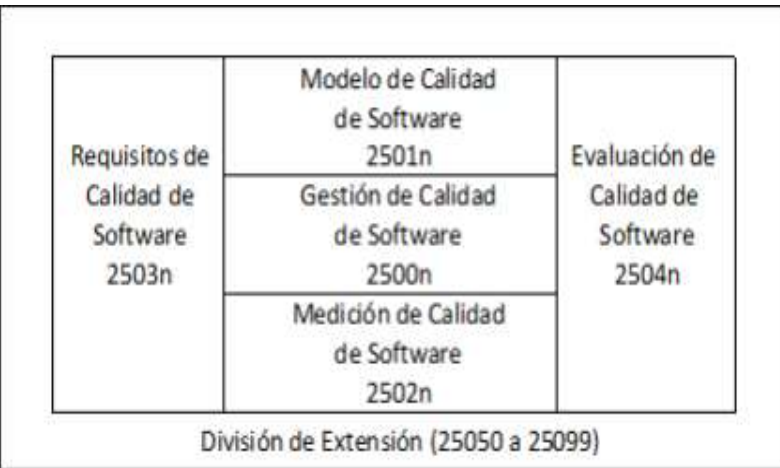 Requisitos de
Calidad de
Software
2503n
Modelo de Calidad
de Software
2501n
Gestión de Calidad
de Software
2500n
Medición de Calidad
de Software
2502n
Evaluación de
Calidad de
Software
2504n
División de Extensión (25050 a 25099)